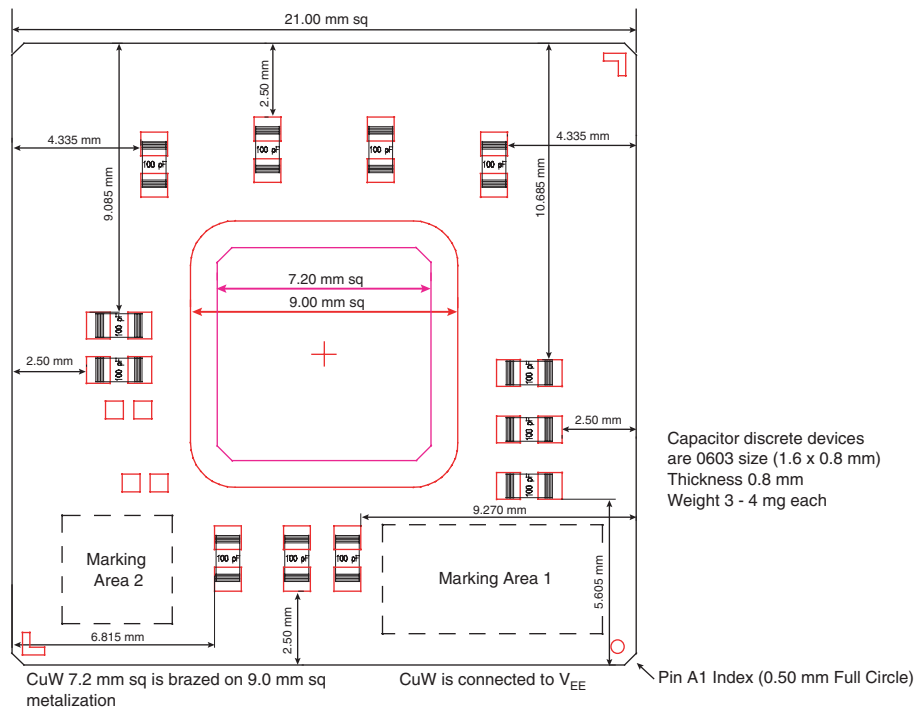 21.00 mm sq
2.50 mm
4.335 mm
4.335 mm
9.085 mm
10.685 mm
100 pF
100 pF
100 pF
100 pF
7.20 mm sq
9.00 mm sq
100 pF
100 pF
2.50 mm
100 pF
100 pF
100 pF
2.50 mm
Capacitor discrete devices
are 0603 size (1.6 x 0.8 mm)
Thickness 0.8 mm
Weight 3 - 4 mg each
9.270 mm
Marking
Area 2
100 pF
100 pF
100 pF
Marking Area 1
5.605 mm
6.815 mm
2.50 mm
CuW 7.2 mm sq is brazed on 9.0 mm sq
metalization
CuW is connected to VEE
Pin A1 Index (0.50 mm Full Circle)